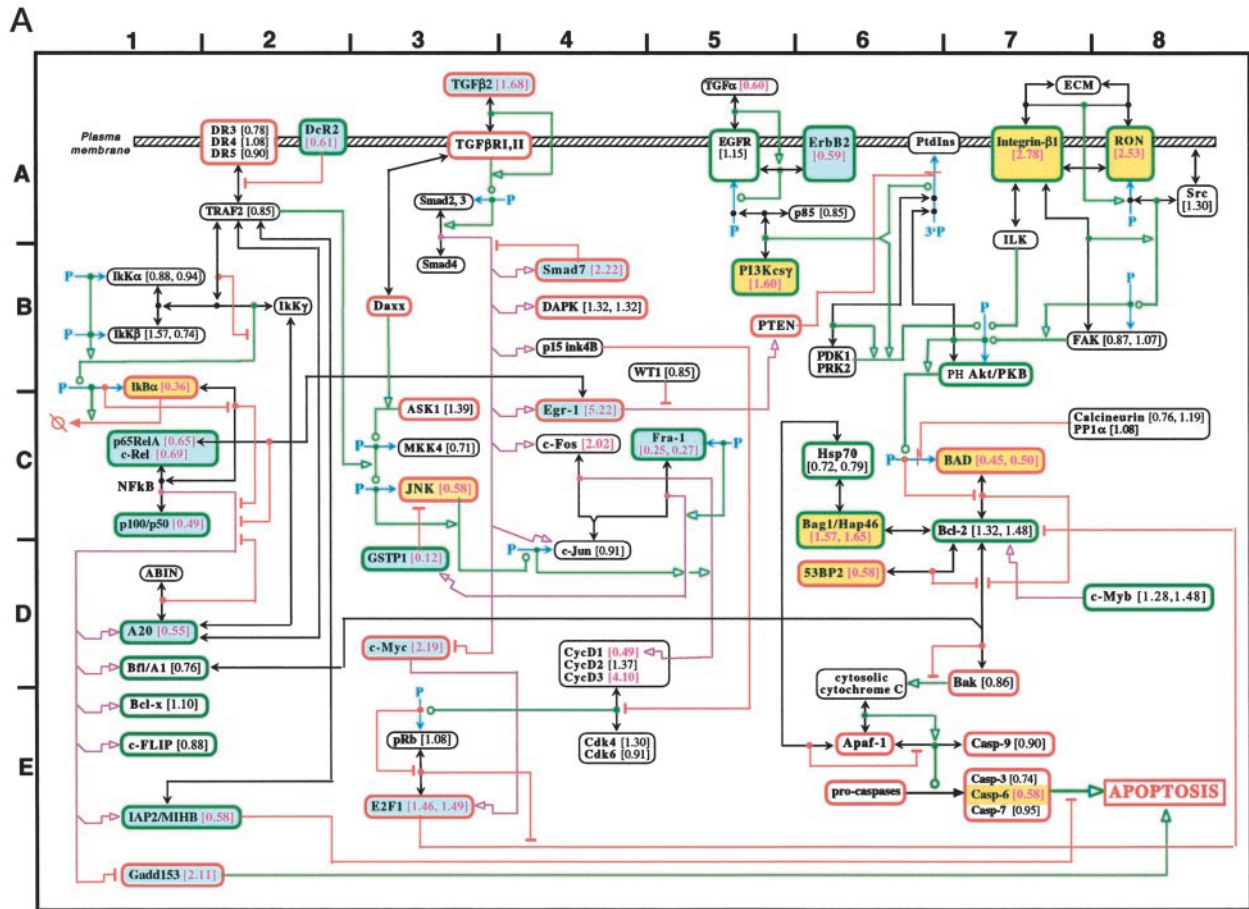 A
1 2 3 4 5 6 7 8
A
B
C
D
E
Plasma
membrane
DR3 [0.78]
DR4 [1.08]
DR5 [0.90]
DcR2
[0.61]
TGFβ2 [1.68]
TGFβRI,II
TGFα [0.60]
EGFR
[1.15]
ErbB2
[0.59]
PtdIns
ECM
Integrin-β1
[2.78]
RON
[2.53]
Src
[1.30]
TRAF2 [0.85]
Smad2, 3
P
P
p85 [0.85]
3'P
P
ILK
Smad4
P
IkKα [0.88, 0.94]
IkKγ
P
IkKβ [1.57, 0.74]
Daxx
Smad7 [2.22]
DAPK [1.32, 1.32]
p15 ink4B
PI3Kcsγ
[1.60]
PTEN
PDK1
PRK2
P
P
FAK [0.87, 1.07]
PH Akt/PKB
WT1 [0.85]
P
IkBα [0.36]
ASK1 [1.39]
Egr-1 [5.22]
Calcineurin [0.76, 1.19]
PP1α [1.08]
p65RelA [0.65]
c-Rel [0.69]
NFkB
p100/p50 [0.49]
P
MKK4 [0.71]
c-Fos [2.02]
Fra-1
[0.25, 0.27]
P
Hsp70
[0.72, 0.79]
P
BAD [0.45, 0.50]
P
JNK [0.58]
Bag1/Hap46
[1.57, 1.65]
Bcl-2 [1.32, 1.48]
GSTP1 [0.12]
P
c-Jun [0.91]
53BP2 [0.58]
ABIN
c-Myb [1.28,1.48]
A20 [0.55]
c-Myc [2.19]
CycD1 [0.49]
CycD2 [1.37]
CycD3 [4.10]
Bfl/A1 [0.76]
cytosolic
cytochrome C
Bak [0.86]
Bcl-x [1.10]
P
pRb [1.08]
Cdk4 [1.30]
Cdk6 [0.91]
Apaf-1
Casp-9 [0.90]
c-FLIP [0.88]
E2F1 [1.46, 1.49]
pro-caspases
Casp-3 [0.74]
Casp-6 [0.58]
Casp-7 [0.95]
APOPTOSIS
IAP2/MIHB [0.58]
Gadd153 [2.11]